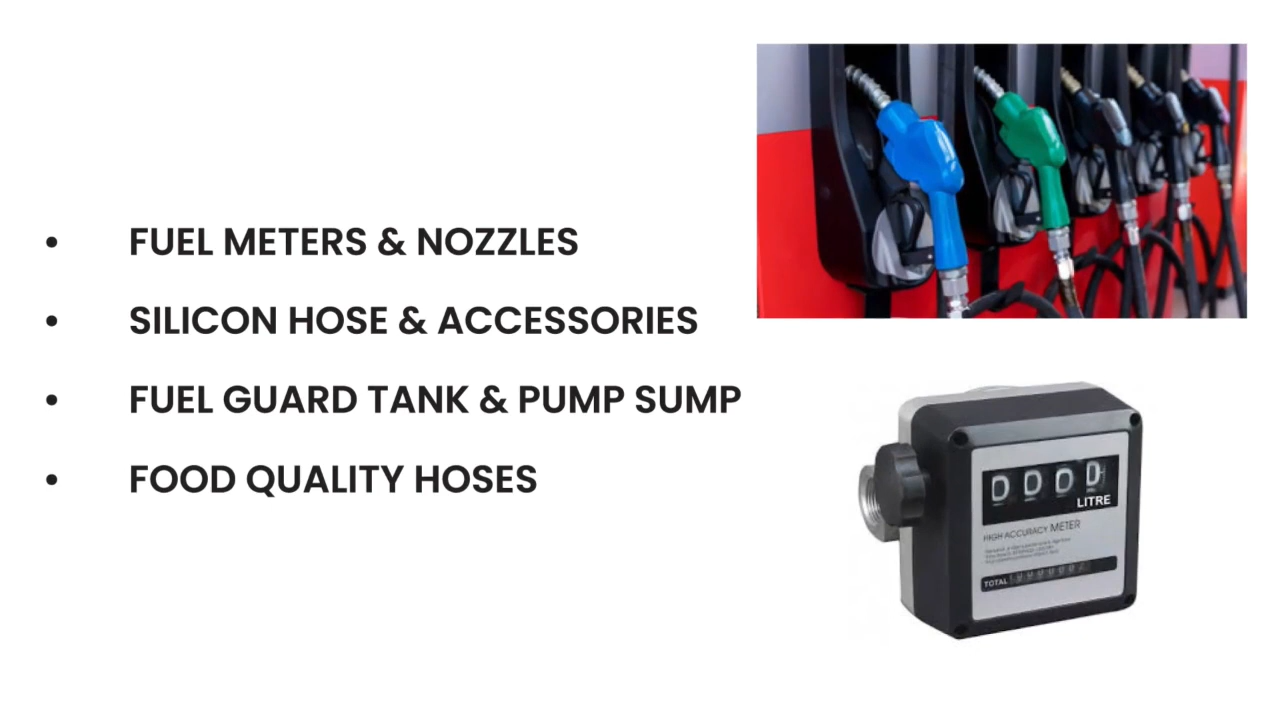 • FUEL METERS & NOZZLES
• SILICON HOSE & ACCESSORIES
• FUEL GUARD TANK & PUMP SUMP
• FOOD QUALITY HOSES
LITRE
HIGH ACCURACY METER
TOTAL